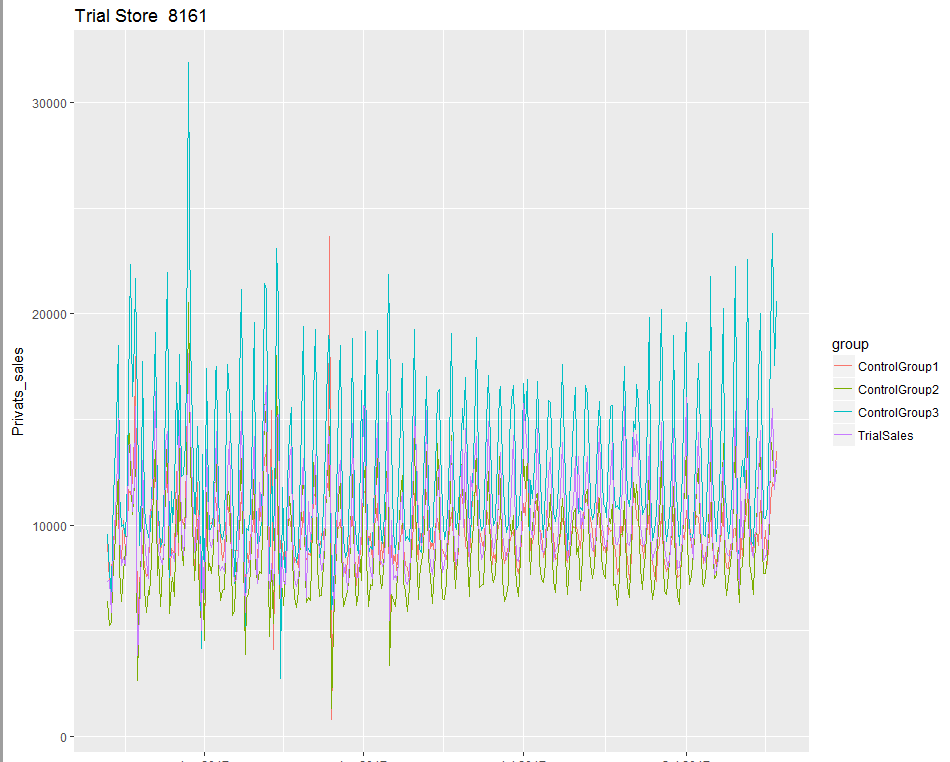 Trial Store 8161
30000
20000
10000
0
Privats_sales
group
ControlGroup1
ControlGroup2
ControlGroup3
TrialSales